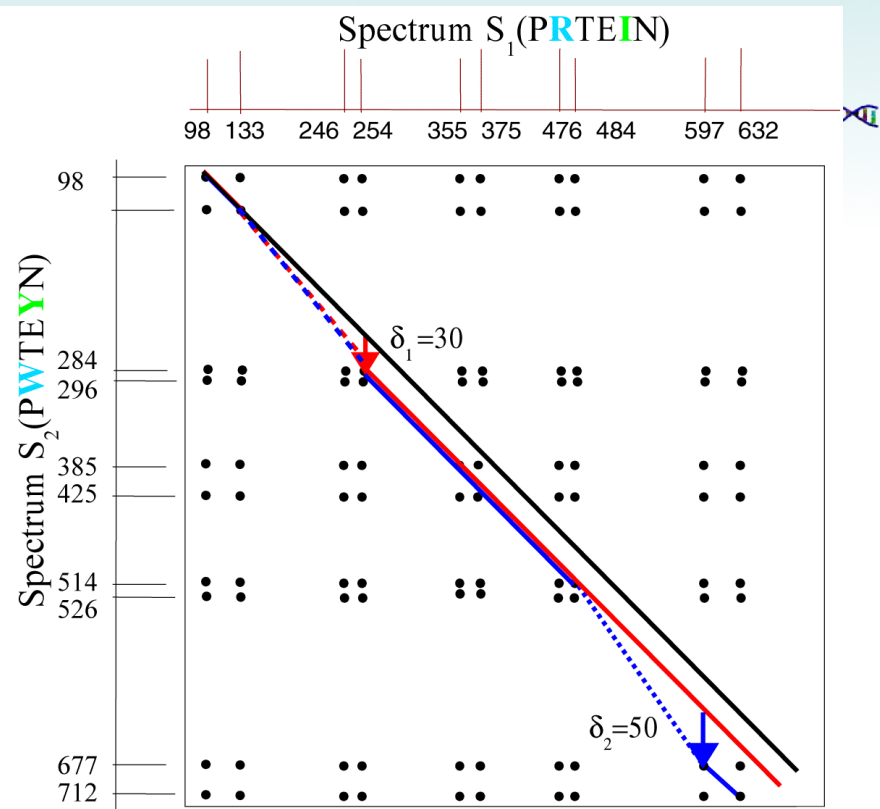 Spectrum S1(PRTEIN)
98 133 246 254 355 375 476 484 597 632
Spectrum S2(PWTEYN)
98
284
296
385
425
514
526
677
712
δ1=30
δ2=50